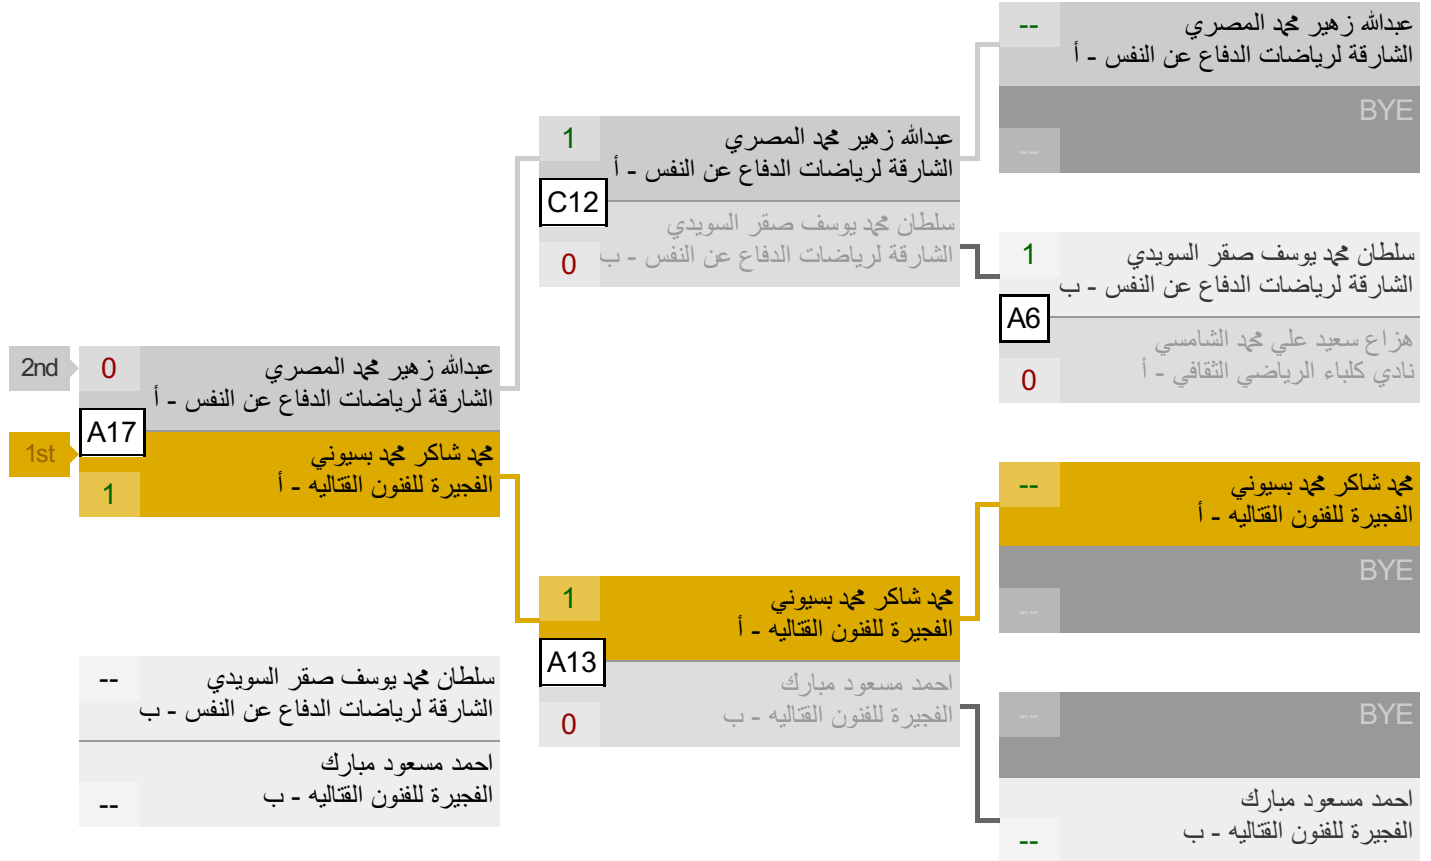 --
عبدالله زهير محمد المصري
الشارقة لرياضات الدفاع عن النفس - أ
BYE
--
1
عبدالله زهير محمد المصري
الشارقة لرياضات الدفاع عن النفس - أ
C12
سلطان محمد يوسف صقر السويدي
الشارقة لرياضات الدفاع عن النفس - ب
0
1
سلطان محمد يوسف صقر السويدي
الشارقة لرياضات الدفاع عن النفس - ب
A6
هزاع سعيد علي محمد الشامسي
نادي كلباء الرياضي الثقافي - أ
0
2nd
0
عبدالله زهير محمد المصري
الشارقة لرياضات الدفاع عن النفس - أ
A17
1st
محمد شاكر محمد بسيوني
الفجيرة للفنون القتاليه - أ
1
--
محمد شاكر محمد بسيوني
الفجيرة للفنون القتاليه - أ
BYE
--
1
محمد شاكر محمد بسيوني
الفجيرة للفنون القتاليه - أ
A13
احمد مسعود مبارك
الفجيرة للفنون القتاليه - ب
0
--
سلطان محمد يوسف صقر السويدي
الشارقة لرياضات الدفاع عن النفس - ب
احمد مسعود مبارك
الفجيرة للفنون القتاليه - ب
--
--
BYE
احمد مسعود مبارك
الفجيرة للفنون القتاليه - ب
--